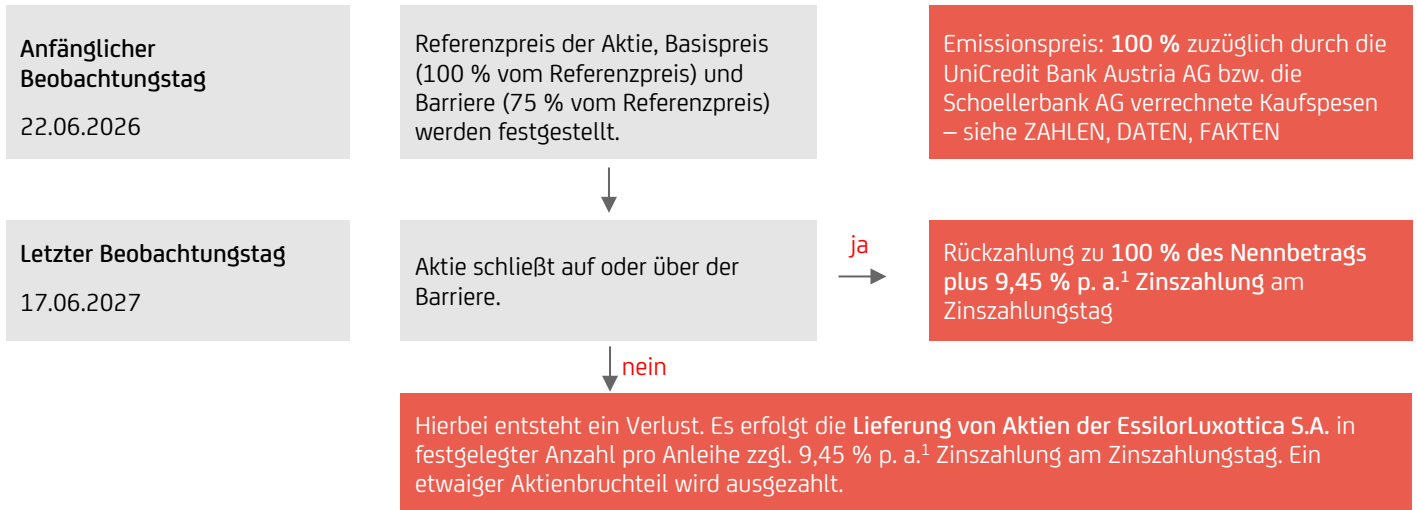 Anfänglicher
Beobachtungstag
22.06.2026
Referenzpreis der Aktie, Basispreis
(100 % vom Referenzpreis) und
Barriere (75 % vom Referenzpreis)
werden festgestellt.
Emissionspreis: 100 % zuzüglich durch die
UniCredit Bank Austria AG bzw. die
Schoellerbank AG verrechnete Kaufspesen
– siehe ZAHLEN, DATEN, FAKTEN
Letzter Beobachtungstag
17.06.2027
Aktie schließt auf oder über der
Barriere.
ja
Rückzahlung zu 100 % des Nennbetrags
plus 9,45 % p. a.¹ Zinszahlung am
Zinszahlungstag
nein
Hierbei entsteht ein Verlust. Es erfolgt die Lieferung von Aktien der EssilorLuxottica S.A. in
festgelegter Anzahl pro Anleihe zzgl. 9,45 % p. a.¹ Zinszahlung am Zinszahlungstag. Ein
etwaiger Aktienbruchteil wird ausgezahlt.